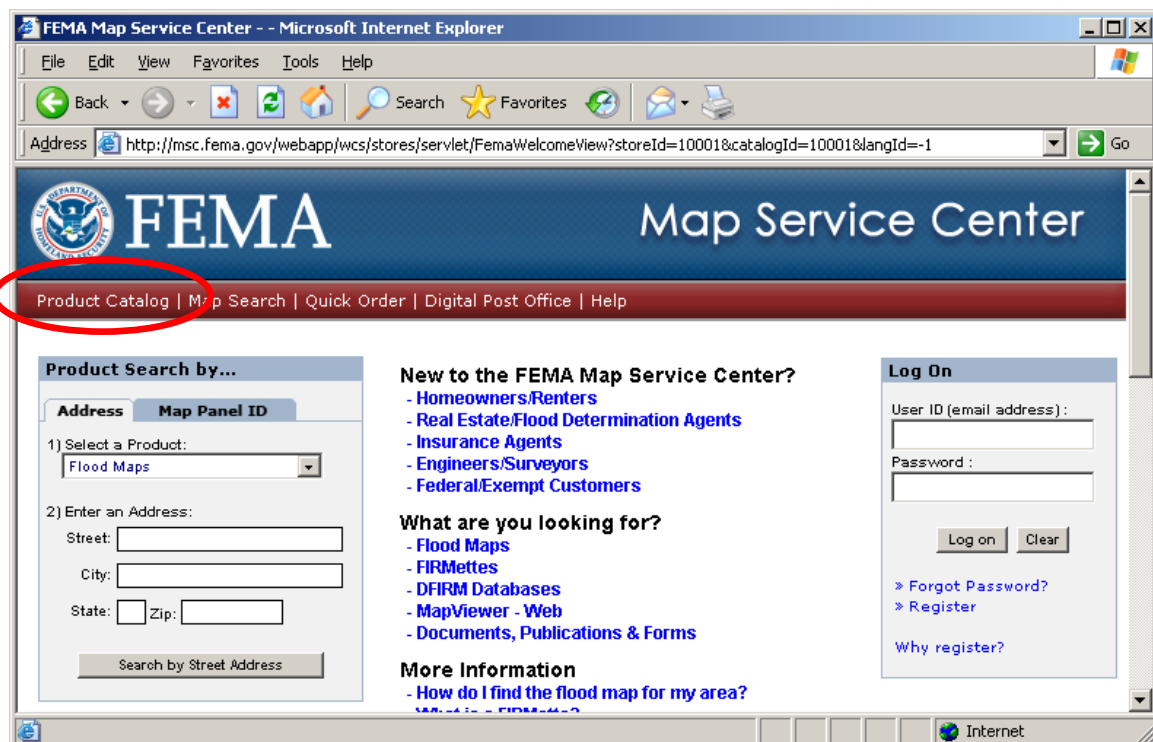 FEMA Map Service Center - - Microsoft Internet Explorer
File Edit View Favorites Tools Help
Back Search Favorites
Address http://msc.fema.gov/webapp/wcs/stores/servlet/FemaWelcomeView?storeId=10001&catalogId=10001&langId=-1 Go
U.S. DEPARTMENT OF HOMELAND SECURITY
FEMA Map Service Center
Product Catalog | Map Search | Quick Order | Digital Post Office | Help
Product Search by...
Address Map Panel ID
1) Select a Product:
Flood Maps
2) Enter an Address:
Street:
City:
State: Zip:
Search by Street Address
New to the FEMA Map Service Center?
- Homeowners/Renters
- Real Estate/Flood Determination Agents
- Insurance Agents
- Engineers/Surveyors
- Federal/Exempt Customers
What are you looking for?
- Flood Maps
- FIRMettes
- DFIRM Databases
- MapViewer - Web
- Documents, Publications & Forms
More Information
- How do I find the flood map for my area?
- What is a FIRMette?
Log On
User ID (email address) :
Password :
Log on Clear
» Forgot Password?
» Register
Why register?
Internet